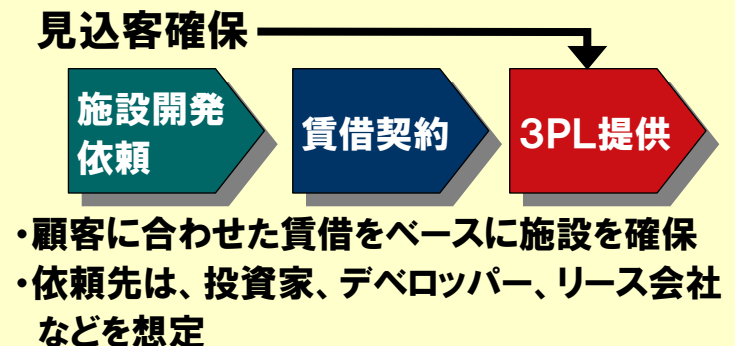 見込客確保
施設開発
依頼
賃借契約
3PL提供
・顧客に合わせた賃借をベースに施設を確保
・依頼先は、投資家、デベロッパー、リース会社
などを想定